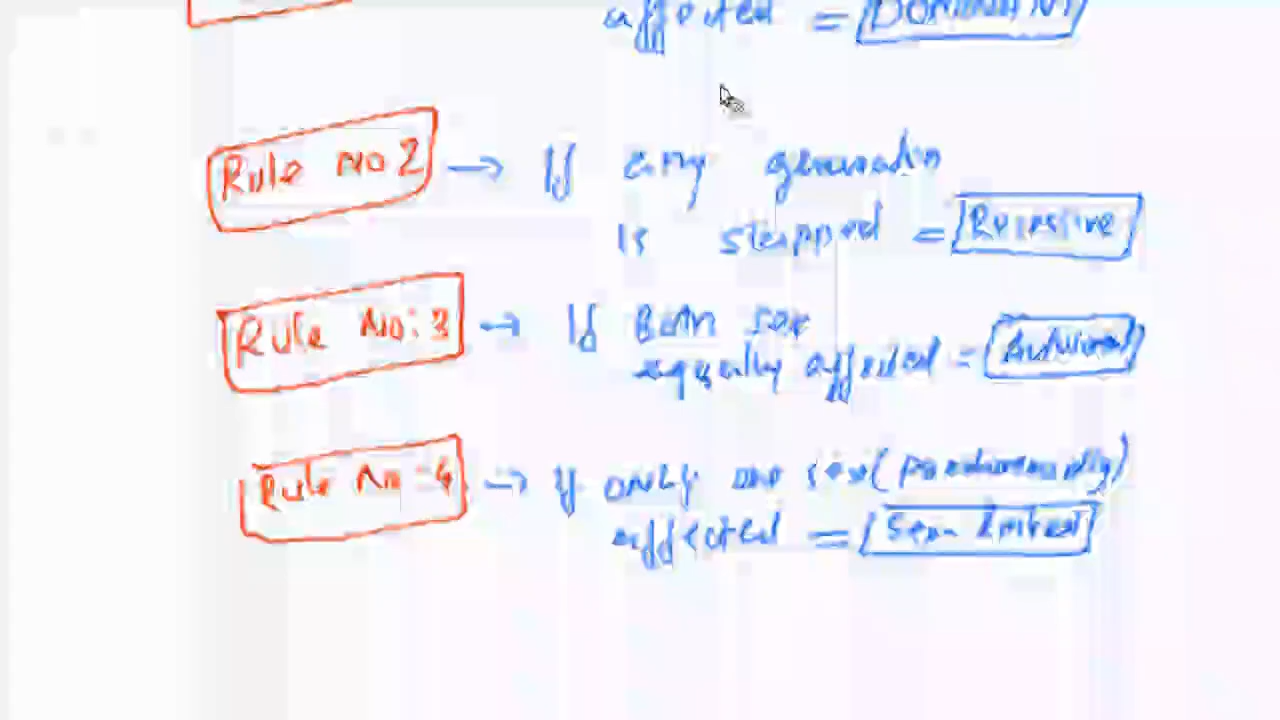 affected = DOMINANT
Rule No 2 → If any generation
is skipped = Recessive
Rule No: 3 → If Both sex
equally affected = Autosomal
Rule No -4 → If only one sex (predominantly)
affected = Sex linked